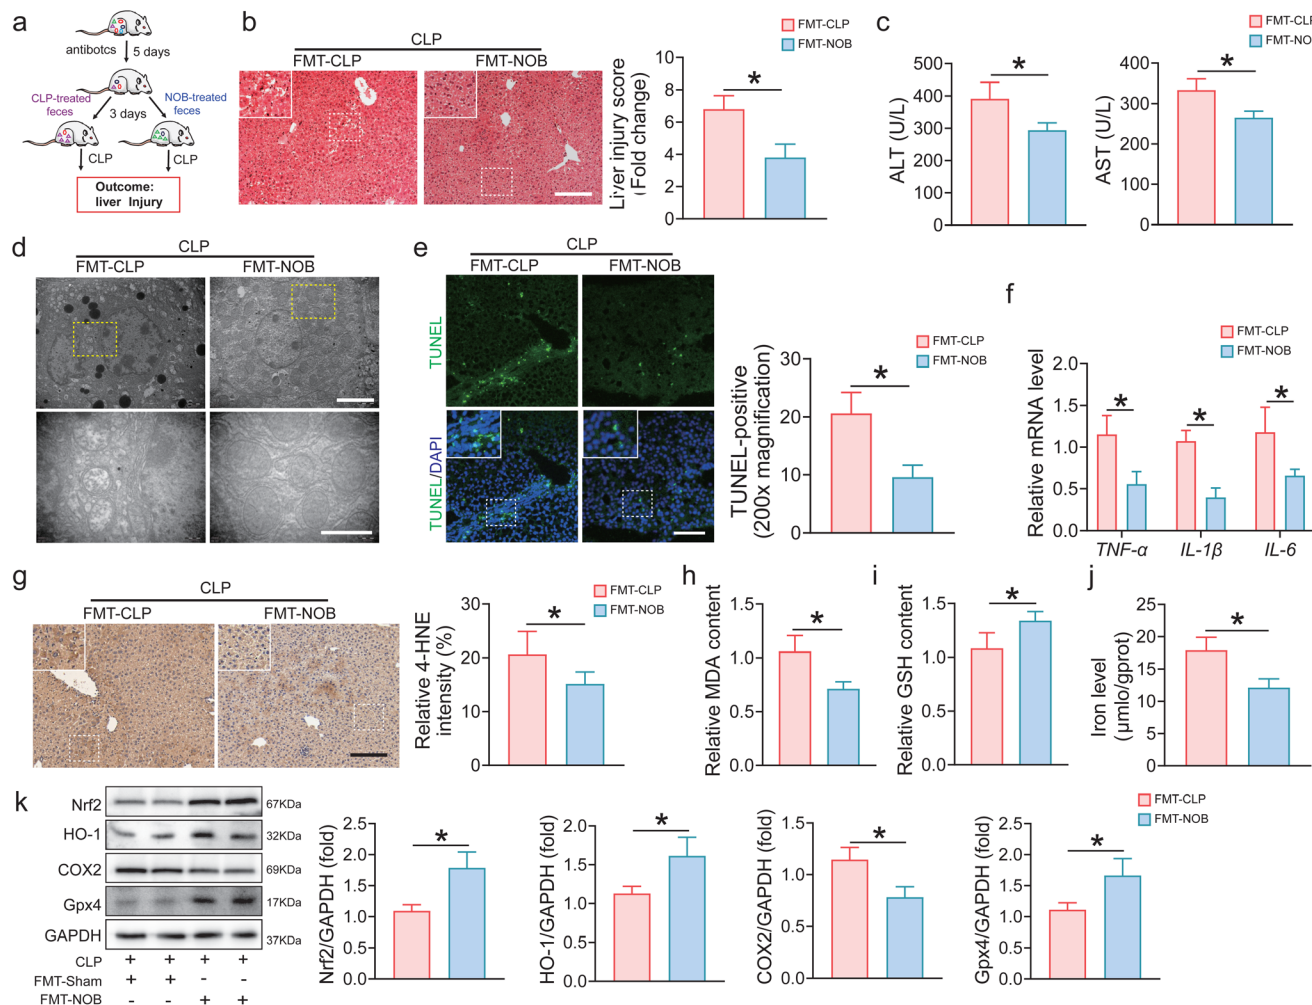 a
antibotcs
5 days
CLP-treated
feces
3 days
NOB-treated
feces
CLP
CLP
Outcome:
liver Injury
b
CLP
FMT-CLP
FMT-NOB
FMT-CLP
FMT-NOB
Liver injury score
(Fold change)
10
8
6
4
2
0
*
c
FMT-CLP
FMT-NO
ALT (U/L)
500
400
300
200
100
0
*
AST (U/L)
400
300
200
100
0
*
d
CLP
FMT-CLP
FMT-NOB
e
CLP
FMT-CLP
FMT-NOB
TUNEL
TUNEL/DAPI
FMT-CLP
FMT-NOB
TUNEL-positive
(200x magnification)
30
20
10
0
*
f
FMT-CLP
FMT-NOB
Relative mRNA level
2.0
1.5
1.0
0.5
0.0
*
*
*
TNF-α
IL-1β
IL-6
g
CLP
FMT-CLP
FMT-NOB
Relative 4-HNE
intensity (%)
30
20
10
0
*
FMT-CLP
FMT-NOB
h
Relative MDA content
1.5
1.0
0.5
0.0
*
FMT-CLP
FMT-NOB
i
Relative GSH content
1.5
1.0
0.5
0.0
*
j
Iron level
(μmlo/gprot)
25
20
15
10
5
0
*
k
Nrf2
67KDa
HO-1
32KDa
COX2
69KDa
Gpx4
17KDa
GAPDH
37KDa
CLP + + + +
FMT-Sham + + - -
FMT-NOB - - + +
Nrf2/GAPDH (fold)
2.5
2.0
1.5
1.0
0.5
0.0
*
HO-1/GAPDH (fold)
2.0
1.5
1.0
0.5
0.0
*
COX2/GAPDH (fold)
1.5
1.0
0.5
0.0
*
Gpx4/GAPDH (fold)
2.5
2.0
1.5
1.0
0.5
0.0
*
FMT-CLP
FMT-NOB